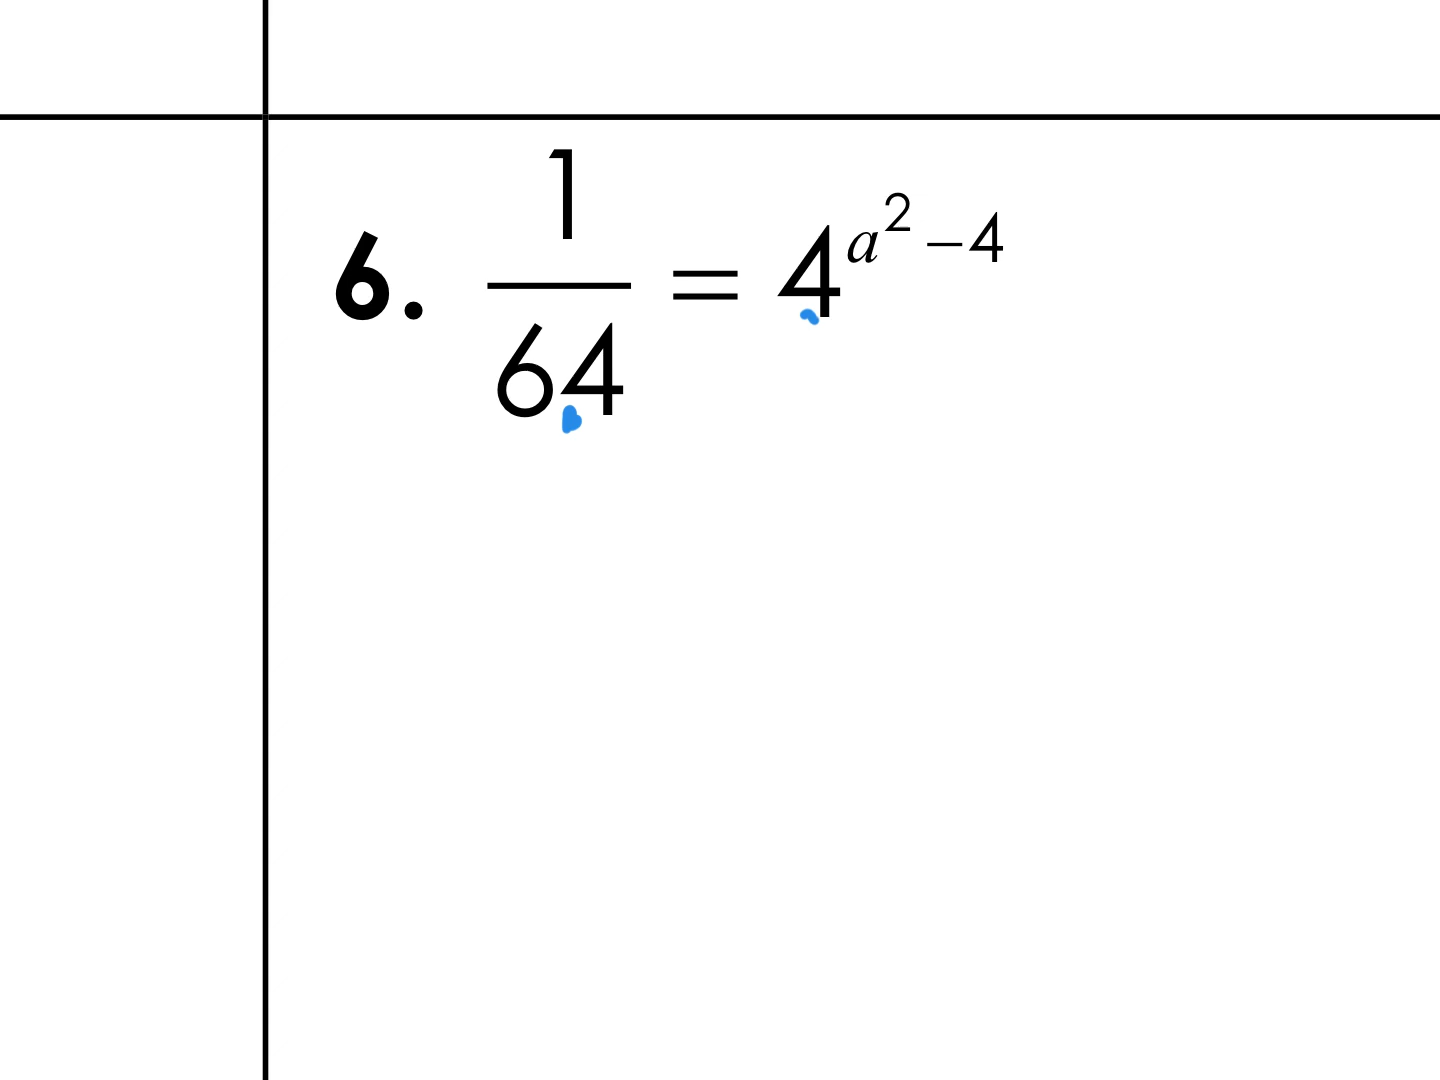 6. 1/64 = 4^{a^2-4}